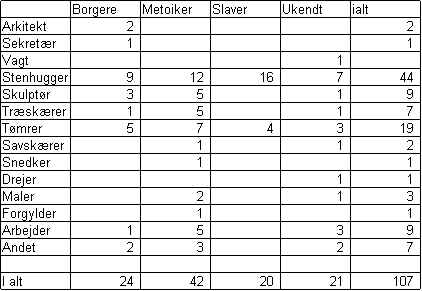 Borgere Metoiker Slaver Ukendt ialt
Arkitekt 2 2
Sekretær 1 1
Vagt 1
Stenhugger 9 12 16 7 44
Skulptør 3 5 1 9
Træskærer 1 5 1 7
Tømrer 5 7 4 3 19
Savskærer 1 1 2
Snedker 1 1
Drejer 1 1
Maler 2 1 3
Forgylder 1 1
Arbejder 1 5 3 9
Andet 2 3 2 7
I alt 24 42 20 21 107